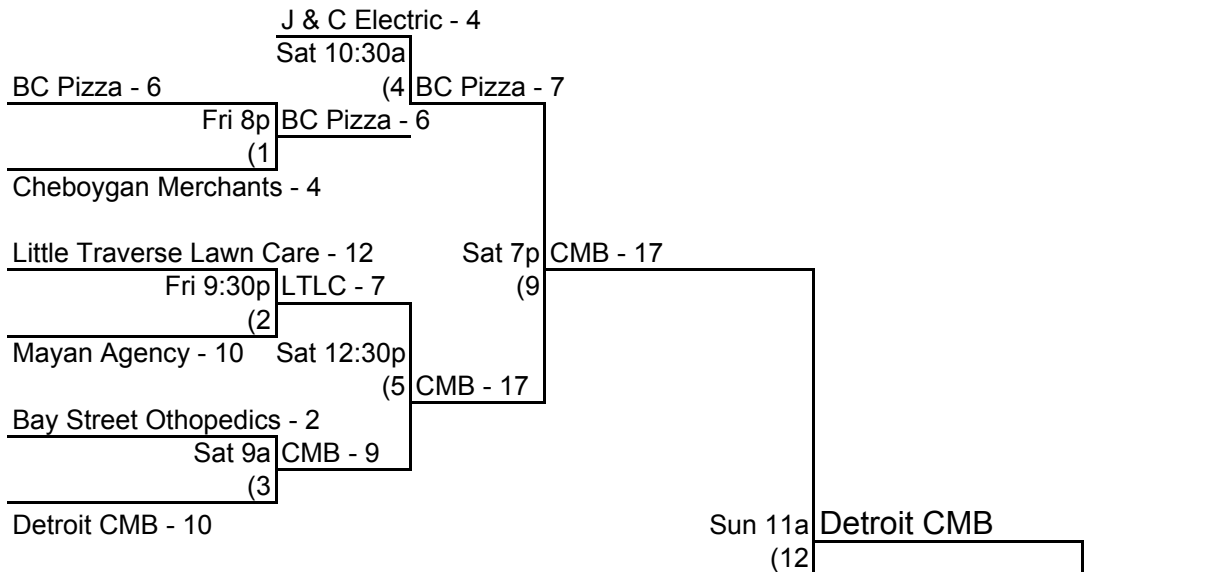 J & C Electric - 4
Sat 10:30a
BC Pizza - 6
(4 BC Pizza - 7
Fri 8p BC Pizza - 6
(1
Cheboygan Merchants - 4
Little Traverse Lawn Care - 12
Sat 7p CMB - 17
Fri 9:30p LTLC - 7
(9
(2
Mayan Agency - 10
Sat 12:30p
(5 CMB - 17
Bay Street Othopedics - 2
Sat 9a CMB - 9
(3
Detroit CMB - 10
Sun 11a Detroit CMB
(12